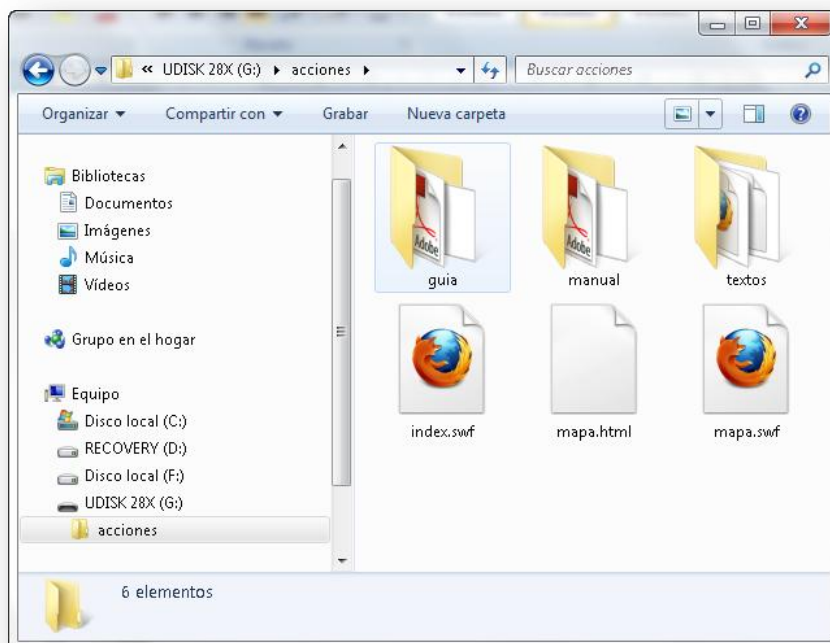 « UDISK 28X (G:) ▸ acciones ▸
Buscar acciones
Organizar ▾ Compartir con ▾ Grabar Nueva carpeta
Bibliotecas
Documentos
Imágenes
Música
Vídeos
Grupo en el hogar
Equipo
Disco local (C:)
RECOVERY (D:)
Disco local (F:)
UDISK 28X (G:)
acciones
Adobe
Adobe
guia manual textos
index.swf mapa.html mapa.swf
6 elementos